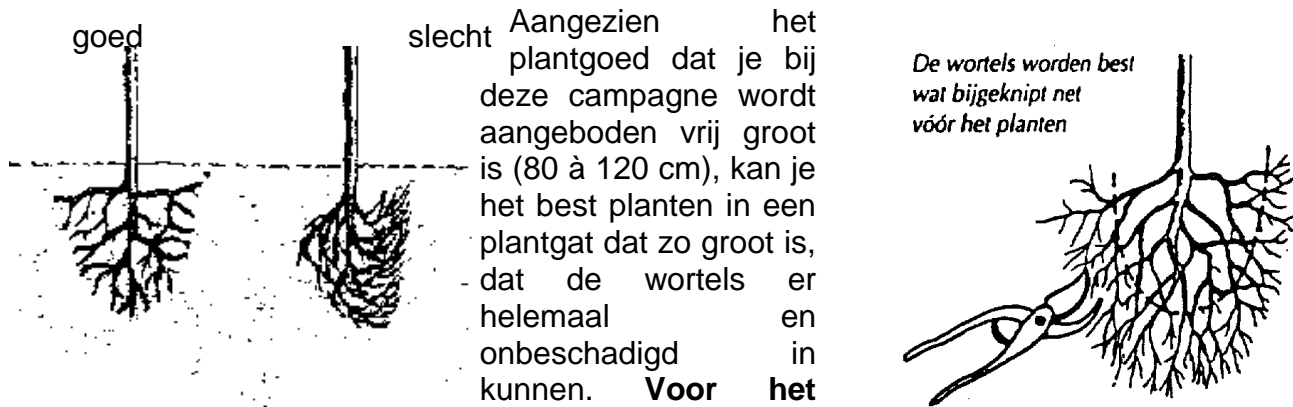 goed
slecht
Aangezien het
plantgoed dat je bij
deze campagne wordt
aangeboden vrij groot
is (80 à 120 cm), kan je
het best planten in een
plantgat dat zo groot is,
dat de wortels er
helemaal en
onbeschadigd in
kunnen. Voor het
De wortels worden best
wat bijgeknipt net
vóór het planten